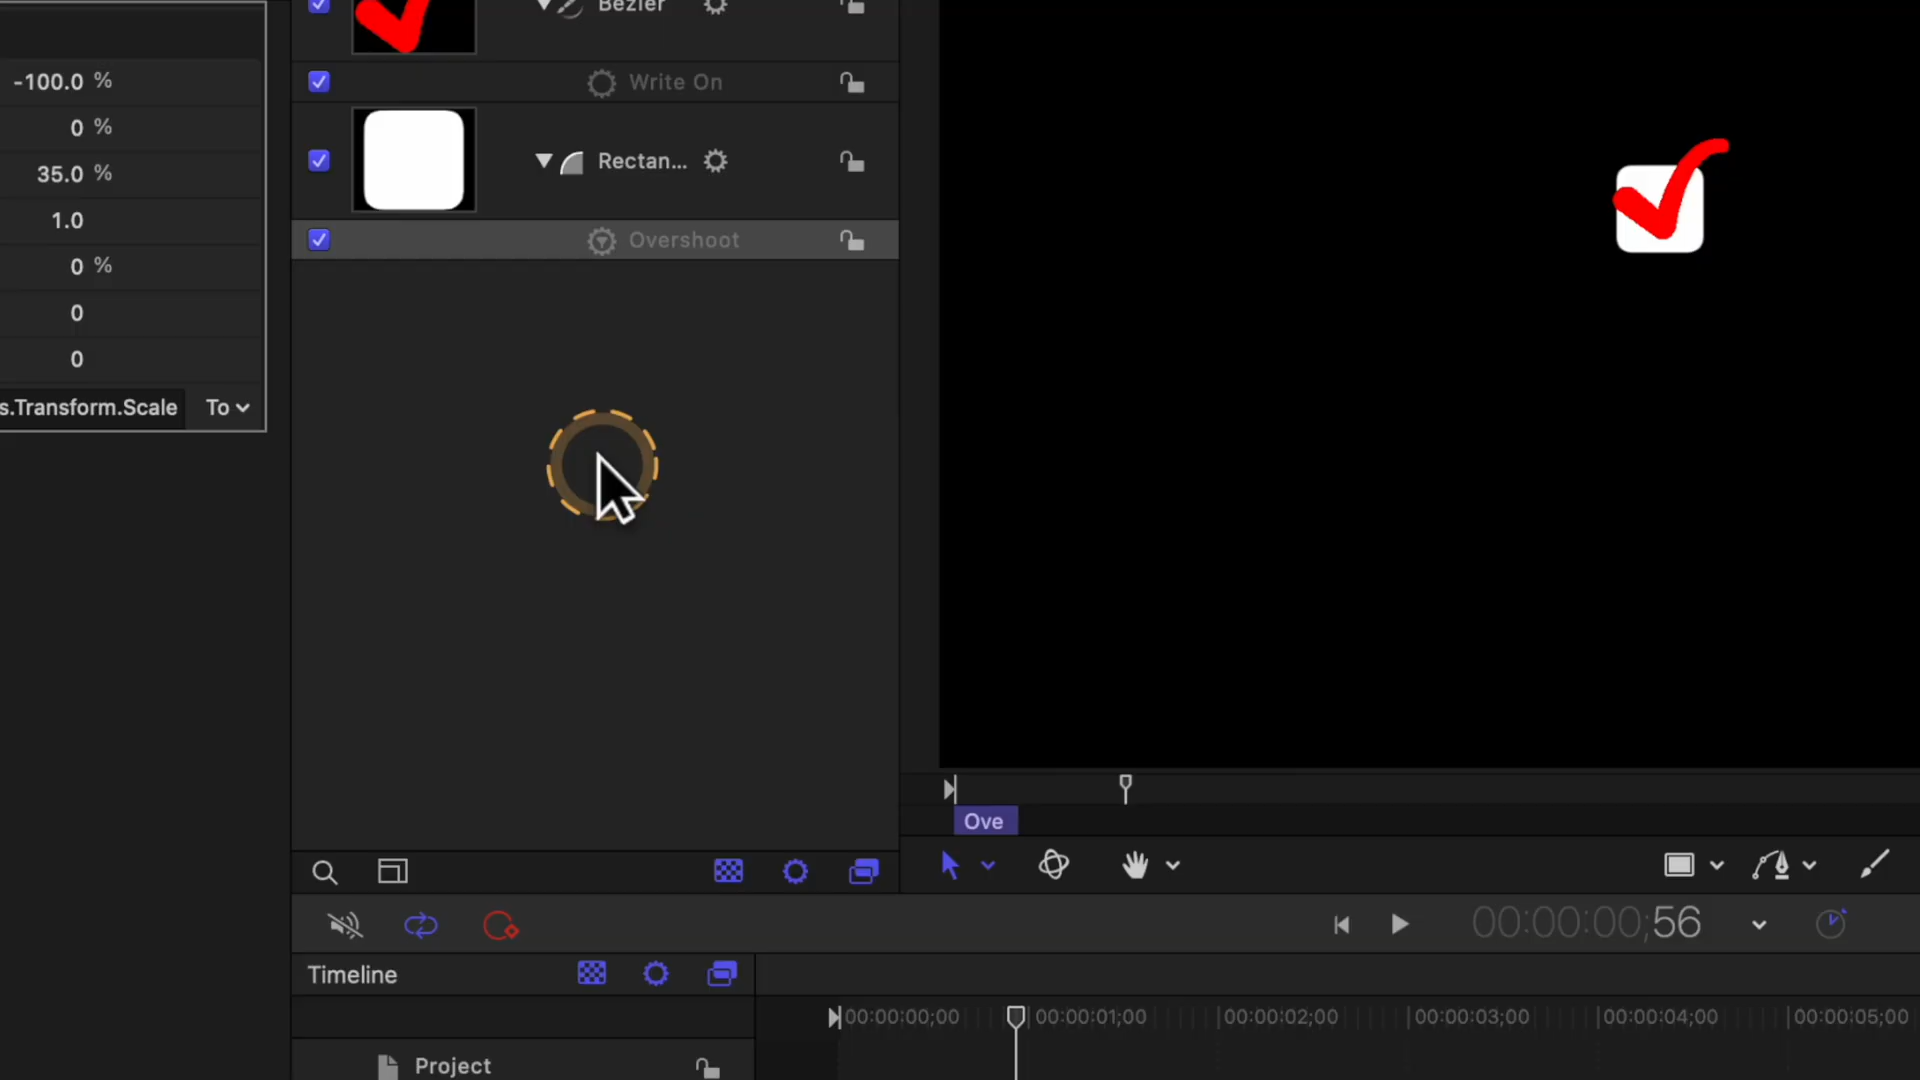 Bezier
-100.0 %
Write On
0 %
Rectan...
35.0 %
1.0
Overshoot
0 %
0
0
s.Transform.Scale To
Ove
00:00:00;56
Timeline
00:00:00;00 00:00:01;00 00:00:02;00 00:00:03;00 00:00:04;00 00:00:05;00
Project